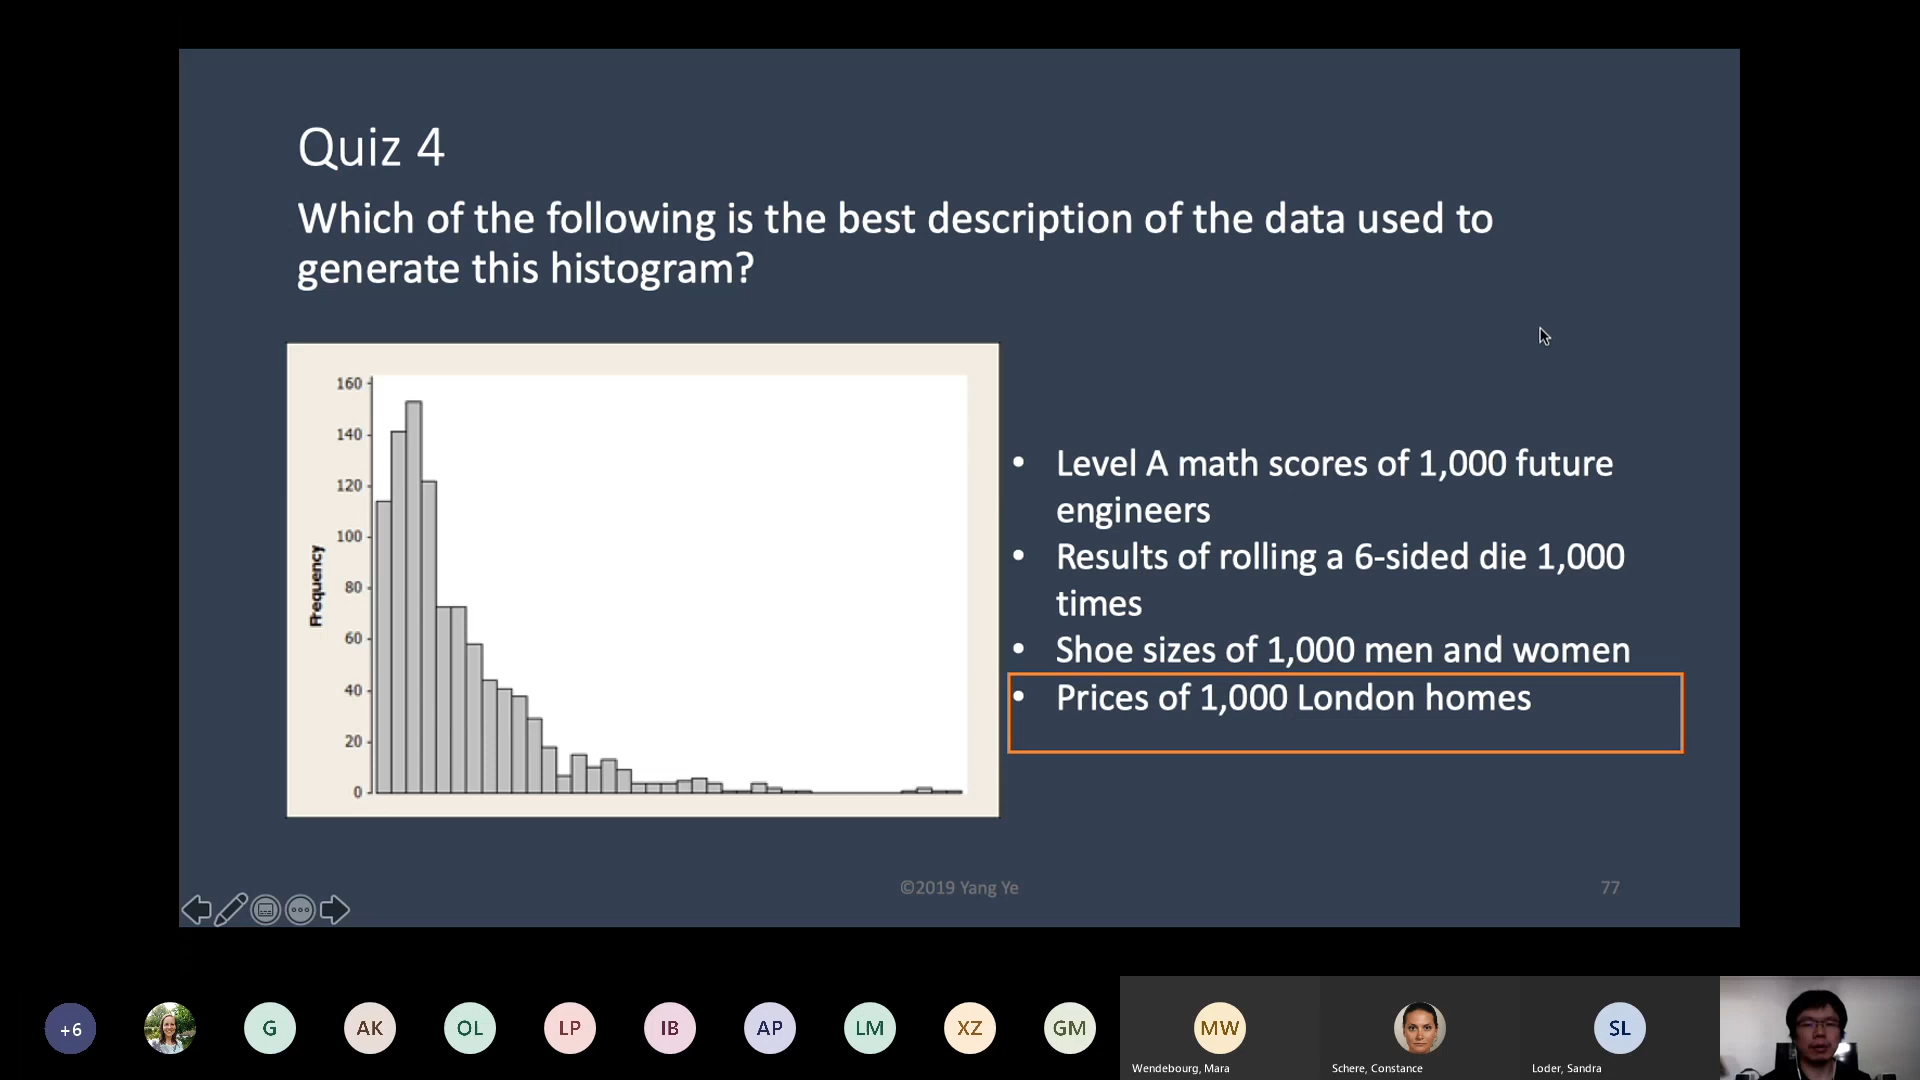 Quiz 4
Which of the following is the best description of the data used to
generate this histogram?
160
140
120
100
80
60
40
20
0
Frequency
• Level A math scores of 1,000 future
engineers
• Results of rolling a 6-sided die 1,000
times
• Shoe sizes of 1,000 men and women
• Prices of 1,000 London homes
©2019 Yang Ye
77
+6
G
AK
OL
LP
IB
AP
LM
XZ
GM
MW
SL
Wendebourg, Mara
Schere, Constance
Loder, Sandra